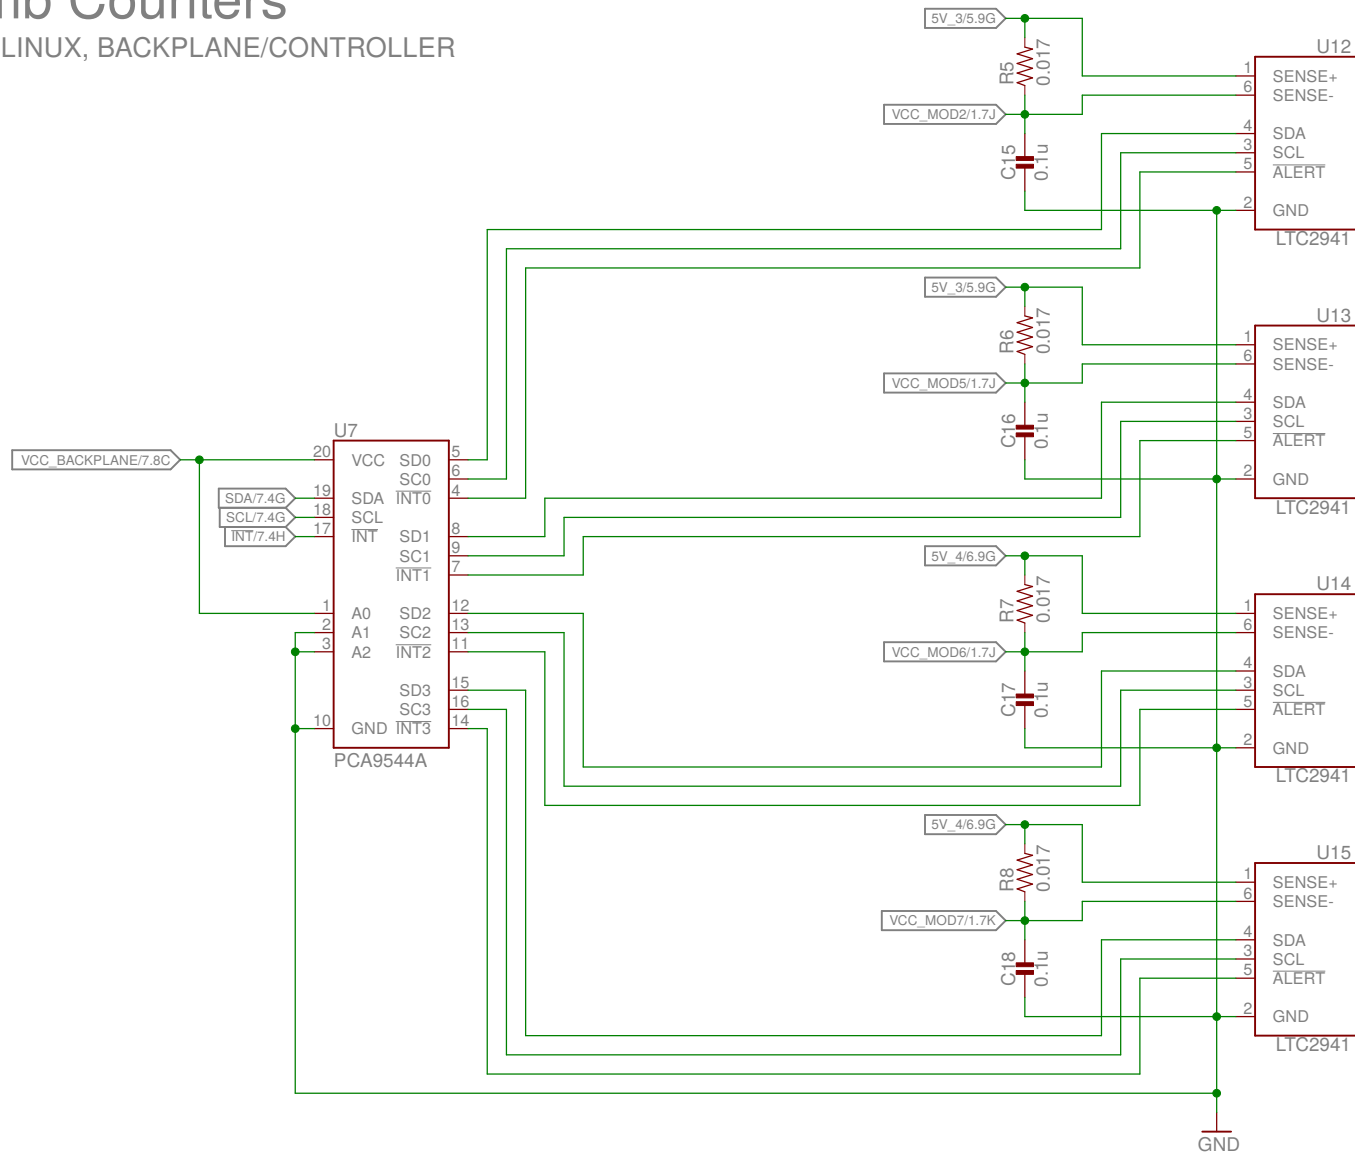 Counters
LINUX, BACKPLANE/CONTROLLER
5V_3/5.9G
R5
0.017
VCC_MOD2/1.7J
C15
0.1u
U12
1 SENSE+
6 SENSE-
4 SDA
3 SCL
5 ALERT
2 GND
LTC2941
5V_3/5.9G
R6
0.017
VCC_MOD5/1.7J
C16
0.1u
U13
1 SENSE+
6 SENSE-
4 SDA
3 SCL
5 ALERT
2 GND
LTC2941
VCC_BACKPLANE/7.8C
SDA/7.4G
SCL/7.4G
INT/7.4H
U7
20 VCC SD0 5
SC0 6
19 SDA INT0 4
18 SCL
17 INT SD1 8
SC1 9
INT1 7
1 A0 SD2 12
2 A1 SC2 13
3 A2 INT2 11
SD3 15
SC3 16
10 GND INT3 14
PCA9544A
5V_4/6.9G
R7
0.017
VCC_MOD6/1.7J
C17
0.1u
U14
1 SENSE+
6 SENSE-
4 SDA
3 SCL
5 ALERT
2 GND
LTC2941
5V_4/6.9G
R8
0.017
VCC_MOD7/1.7K
C18
0.1u
U15
1 SENSE+
6 SENSE-
4 SDA
3 SCL
5 ALERT
2 GND
LTC2941
GND